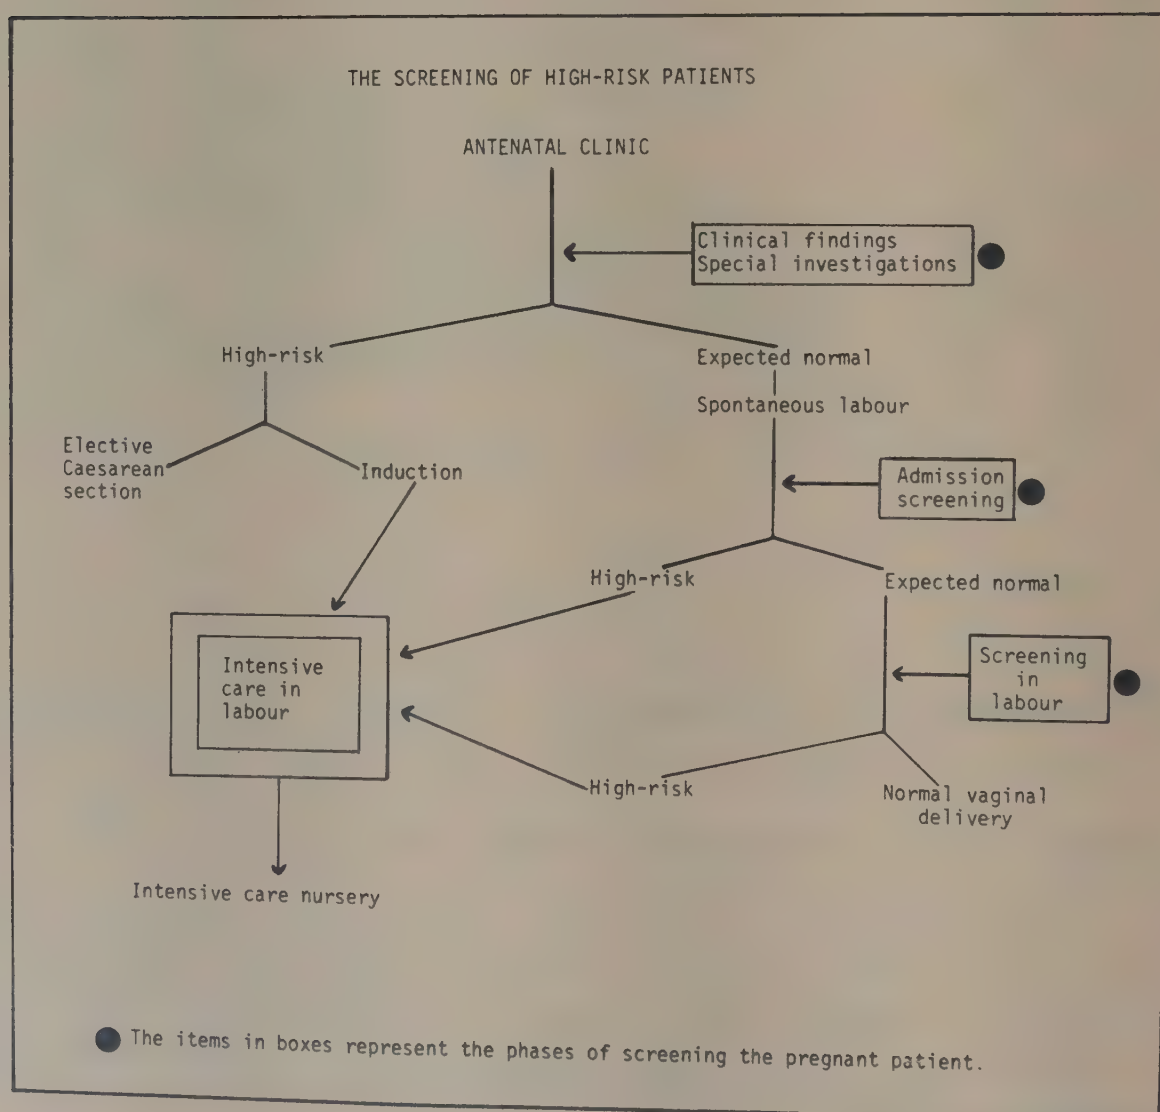 THE SCREENING OF HIGH-RISK PATIENTS
ANTENATAL CLINIC
Clinical findings
Special investigations
High-risk
Expected normal
Spontaneous labour
Elective
Caesarean
section
Induction
Admission
screening
High-risk
Expected normal
Intensive
care in
labour
Screening
in
labour
High-risk
Normal vaginal
delivery
Intensive care nursery
The items in boxes represent the phases of screening the pregnant patient.